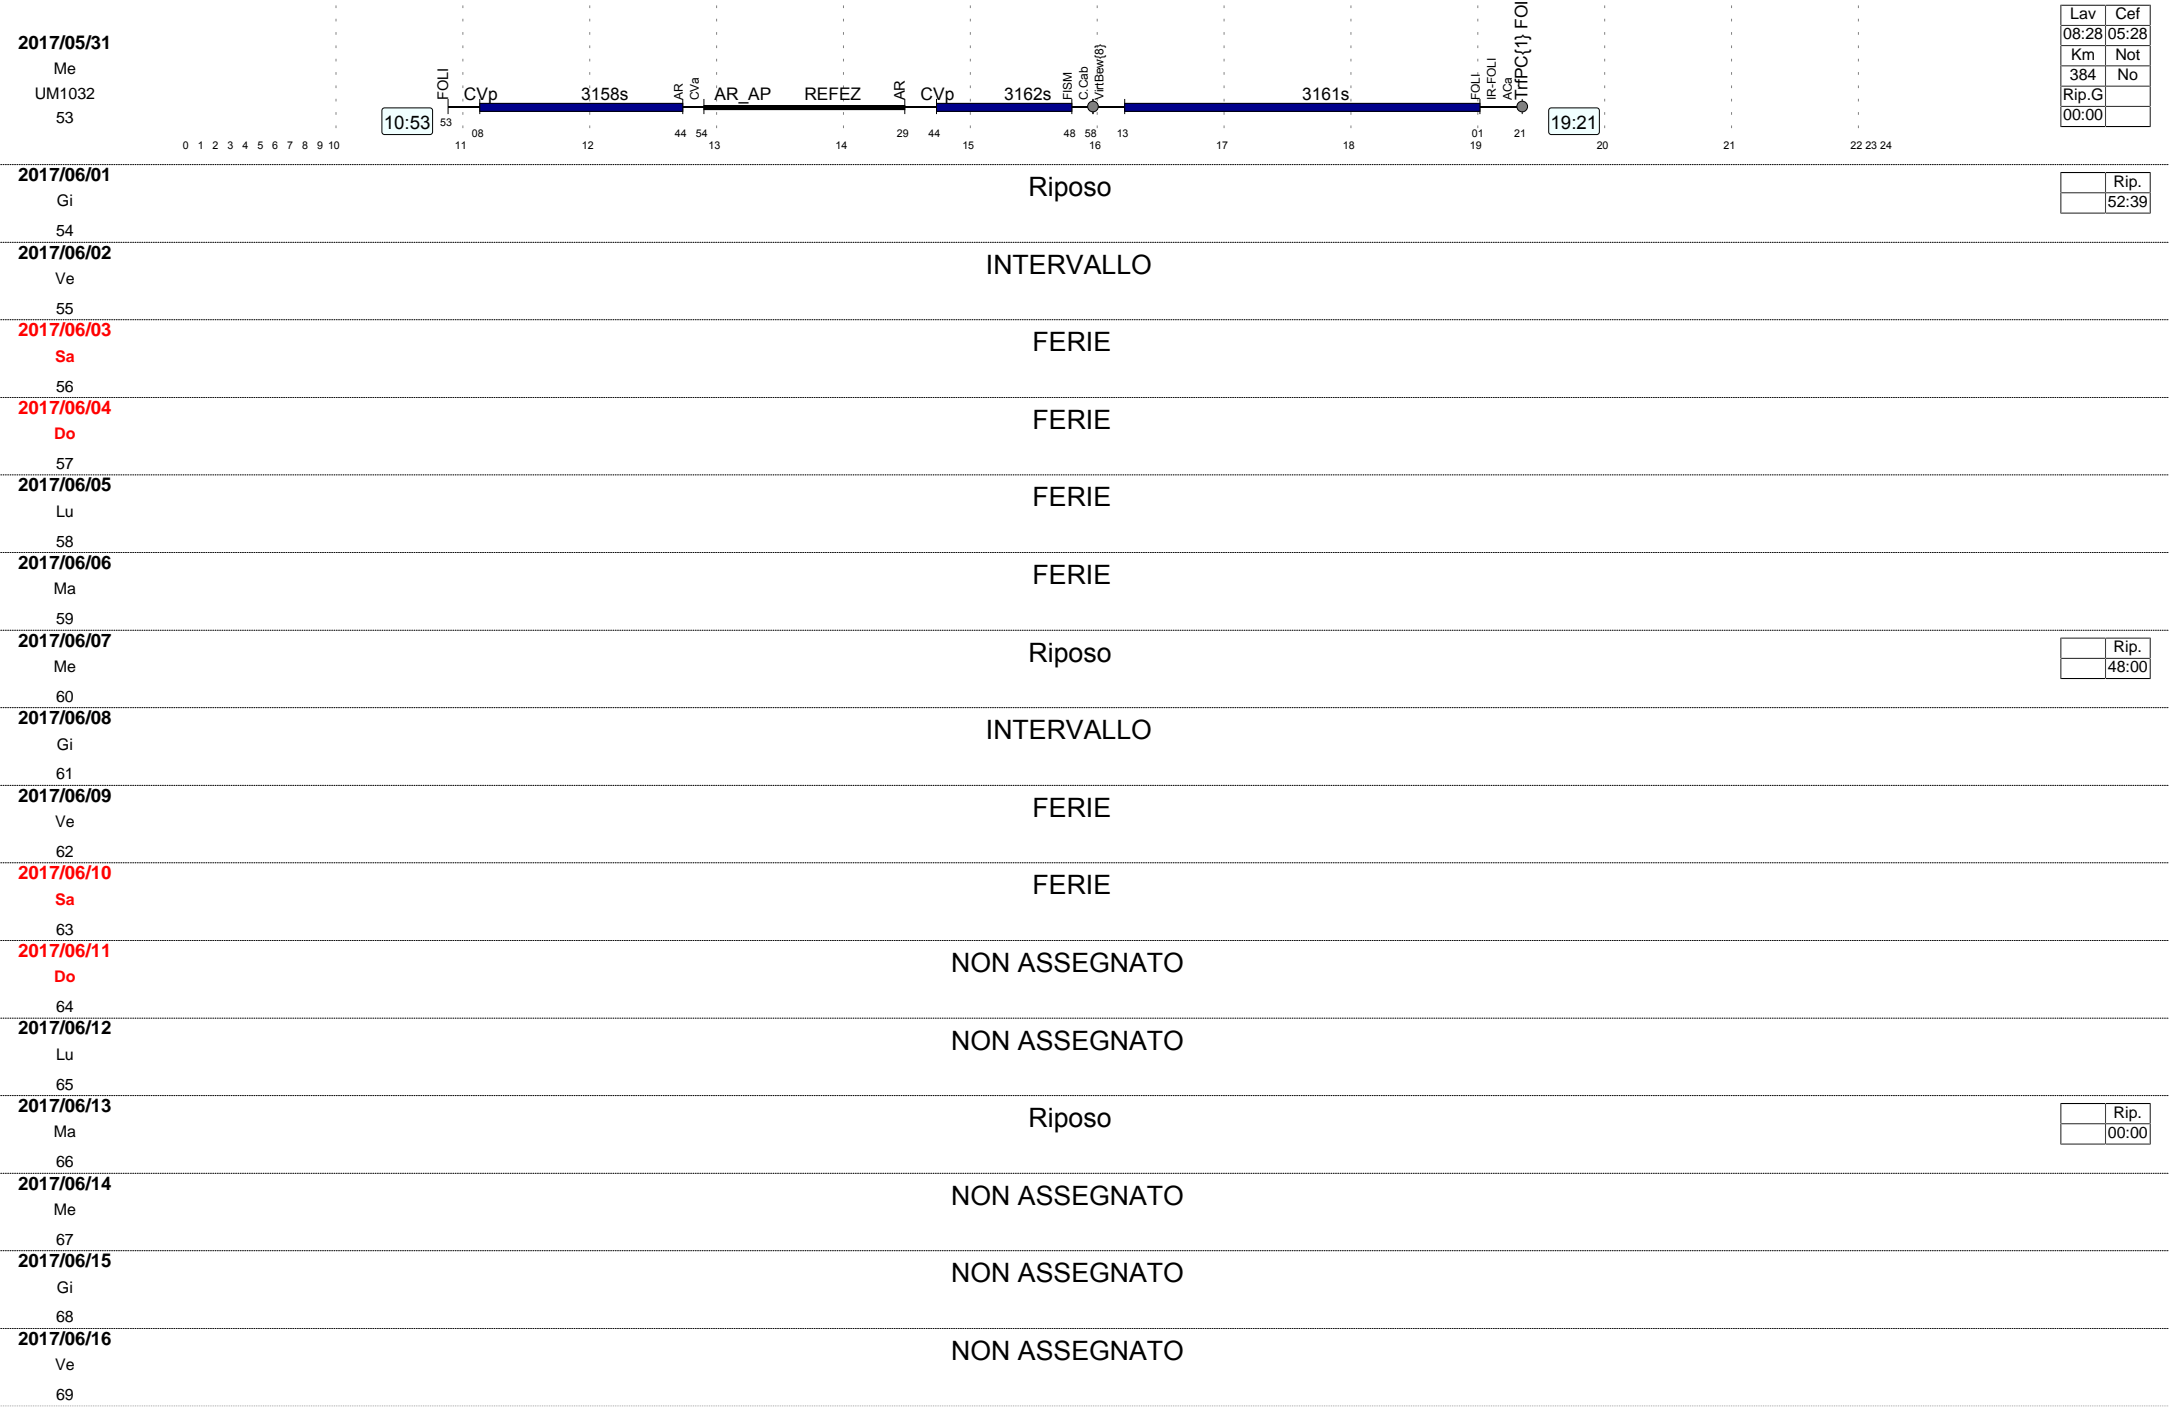 2017/05/31
Me
UM1032
53
10:53
FOLI
CVp
3158s
AR
CVa
AR_AP
REFEZ
AR
CVp
3162s
FISM
C.Cab
VirtBew{8}
3161s
FOLI
IR-FOLI
ACa
TrfPC{1} FOI
19:21
53
08
44 54
29
44
48 58
13
01
21
0 1 2 3 4 5 6 7 8 9 10 11 12 13 14 15 16 17 18 19 20 21 22 23 24
Lav Cef
08:28 05:28
Km Not
384 No
Rip.G
00:00
2017/06/01
Gi
54
Riposo
Rip.
52:39
2017/06/02
Ve
55
INTERVALLO
2017/06/03
Sa
56
FERIE
2017/06/04
Do
57
FERIE
2017/06/05
Lu
58
FERIE
2017/06/06
Ma
59
FERIE
2017/06/07
Me
60
Riposo
Rip.
48:00
2017/06/08
Gi
61
INTERVALLO
2017/06/09
Ve
62
FERIE
2017/06/10
Sa
63
FERIE
2017/06/11
Do
64
NON ASSEGNATO
2017/06/12
Lu
65
NON ASSEGNATO
2017/06/13
Ma
66
Riposo
Rip.
00:00
2017/06/14
Me
67
NON ASSEGNATO
2017/06/15
Gi
68
NON ASSEGNATO
2017/06/16
Ve
69
NON ASSEGNATO